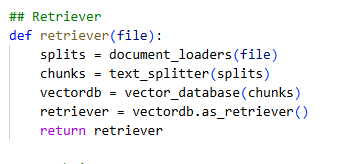 ## Retriever
def retriever(file):
    splits = document_loaders(file)
    chunks = text_splitter(splits)
    vectordb = vector_database(chunks)
    retriever = vectordb.as_retriever()
    return retriever